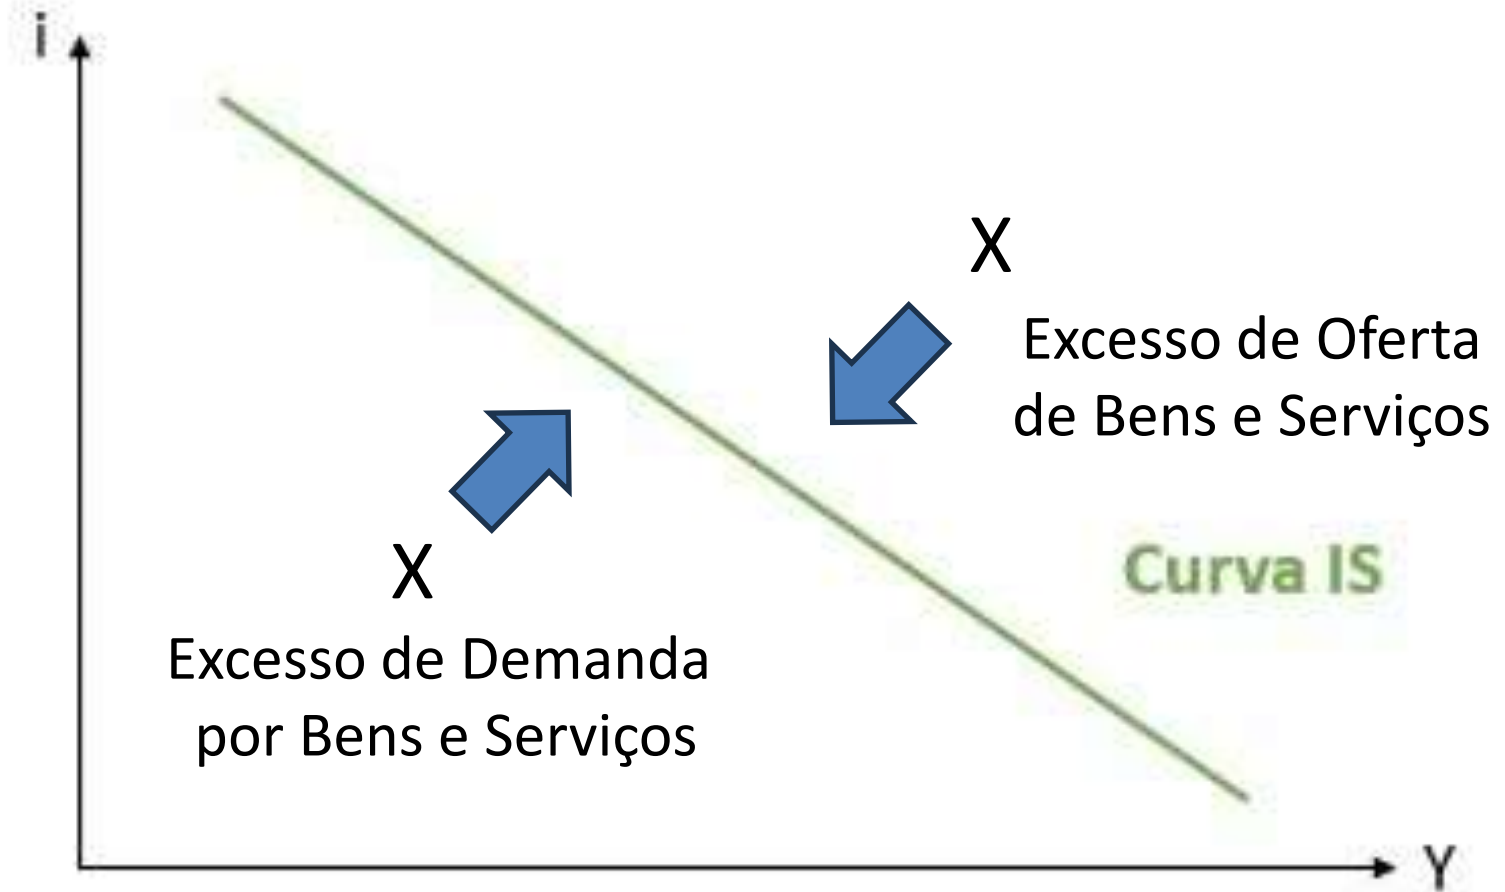 i
X
Excesso de Oferta
de Bens e Serviços
X
Curva IS
Excesso de Demanda
por Bens e Serviços
Y